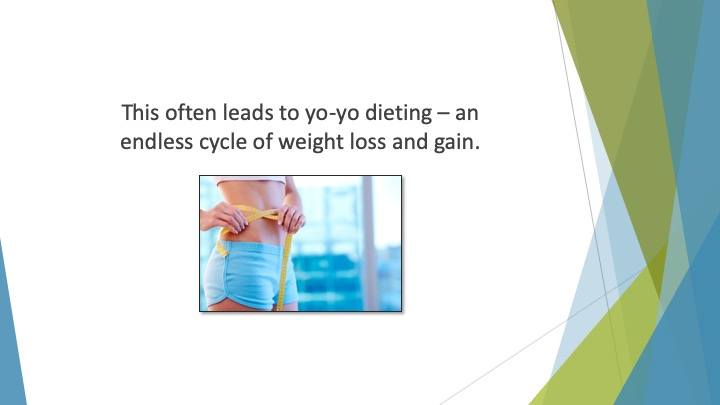 This often leads to yo-yo dieting – an
endless cycle of weight loss and gain.